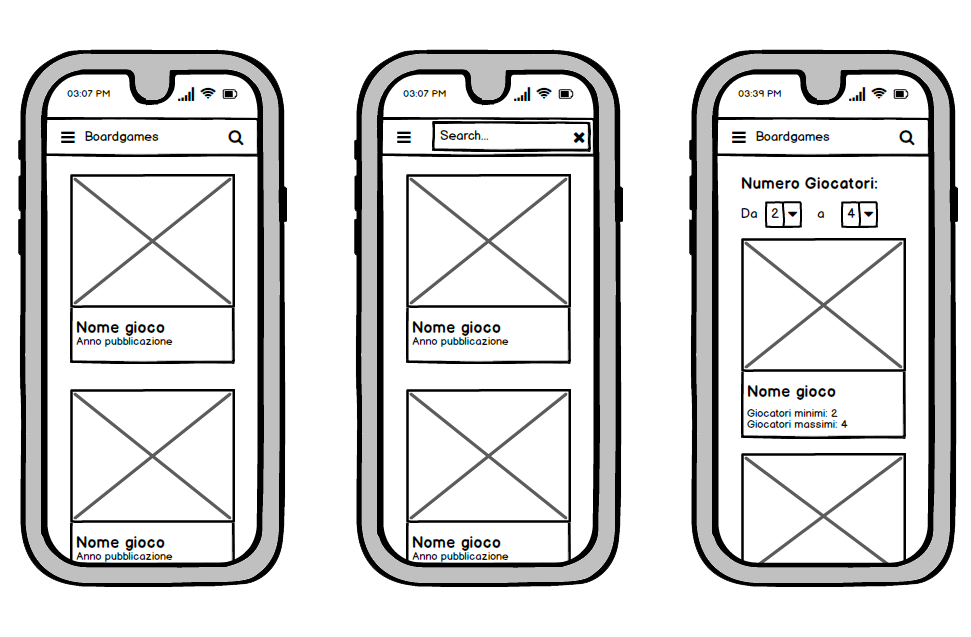 03:07 PM
Boardgames
Nome gioco
Anno pubblicazione
Nome gioco
Anno pubblicazione
03:07 PM
Search...
Nome gioco
Anno pubblicazione
Nome gioco
Anno pubblicazione
03:39 PM
Boardgames
Numero Giocatori:
Da 2 a 4
Nome gioco
Giocatori minimi: 2
Giocatori massimi: 4